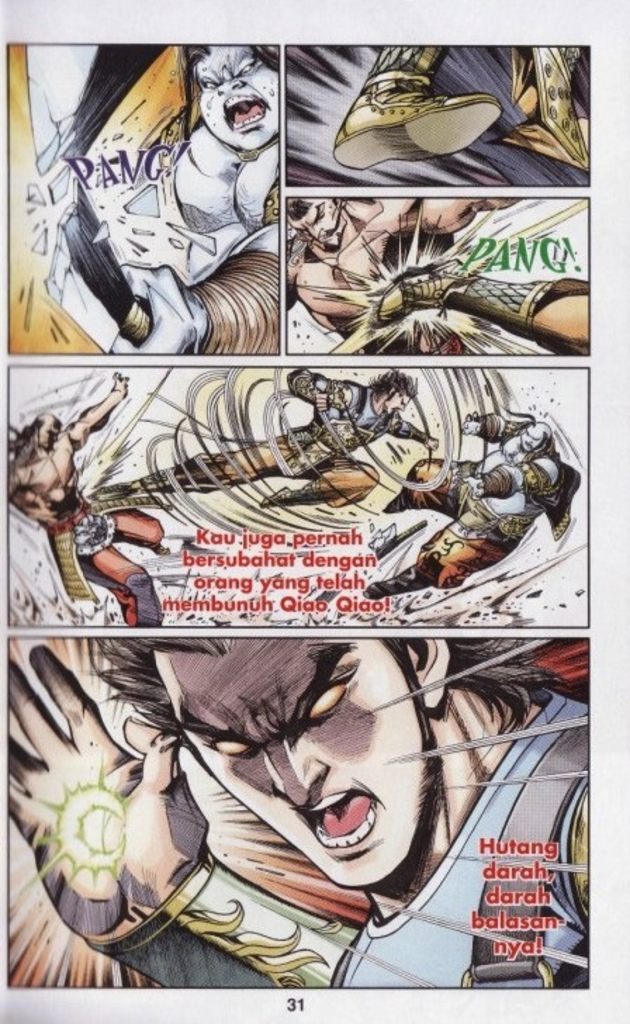 PANG!
PANG!
Kau juga pernah
bersubahat dengan
orang yang telah
membunuh Qiao Qiao!
Hutang
darah,
darah
balasan-
nya!
31